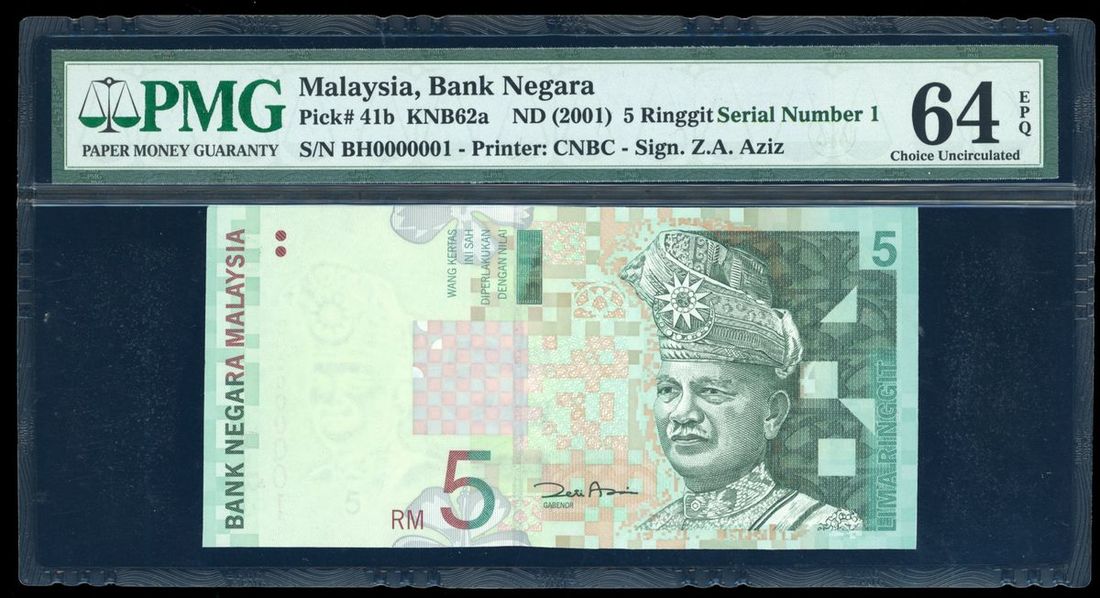 PMG
PAPER MONEY GUARANTY
Malaysia, Bank Negara
Pick# 41b KNB62a ND (2001) 5 Ringgit Serial Number 1
S/N BH0000001 - Printer: CNBC - Sign. Z.A. Aziz
64
EPQ
Choice Uncirculated
BANK NEGARA MALAYSIA
WANG KERTAS
INI SAH
DIPERLAKUKAN
DENGAN NILAI
5
LIMA RINGGIT
RM 5
Zeti Aziz
GABENOR